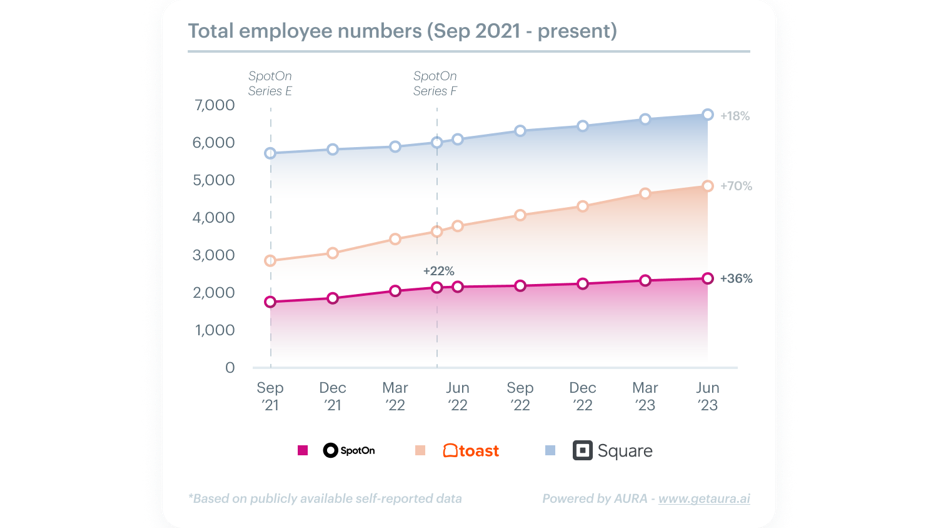 Total employee numbers (Sep 2021 - present)
SpotOn
Series E
SpotOn
Series F
7,000
6,000
5,000
4,000
3,000
2,000
1,000
0
+18%
+70%
+22%
+36%
Sep
'21
Dec
'21
Mar
'22
Jun
'22
Sep
'22
Dec
'22
Mar
'23
Jun
'23
SpotOn
toast
Square
*Based on publicly available self-reported data
Powered by AURA - www.getaura.ai